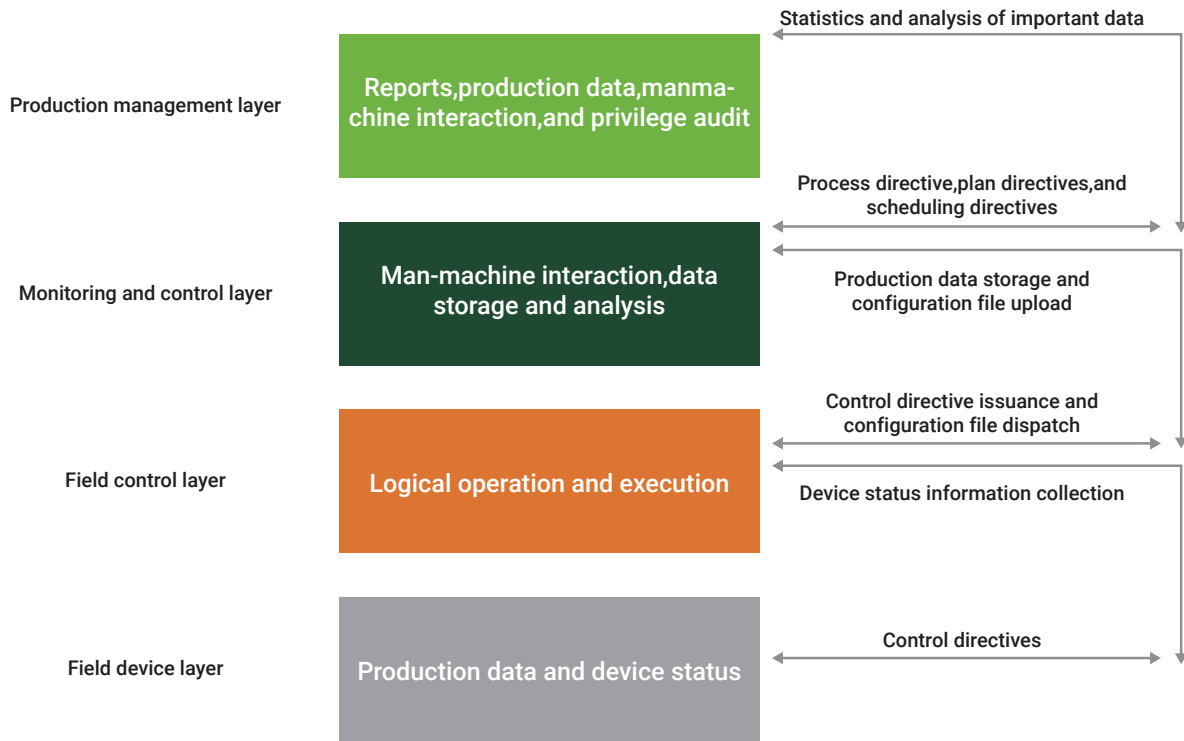 Statistics and analysis of important data
Production management layer
Reports,production data,manma-
chine interaction,and privilege audit
Process directive,plan directives,and
scheduling directives
Monitoring and control layer
Man-machine interaction,data
storage and analysis
Production data storage and
configuration file upload
Control directive issuance and
configuration file dispatch
Field control layer
Logical operation and execution
Device status information collection
Field device layer
Production data and device status
Control directives